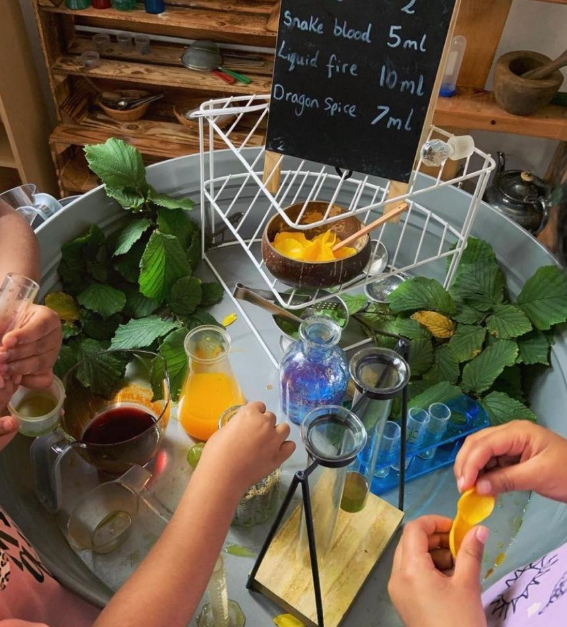 2
Snake blood 5ml
Liquid fire 10ml
Dragon spice 7ml